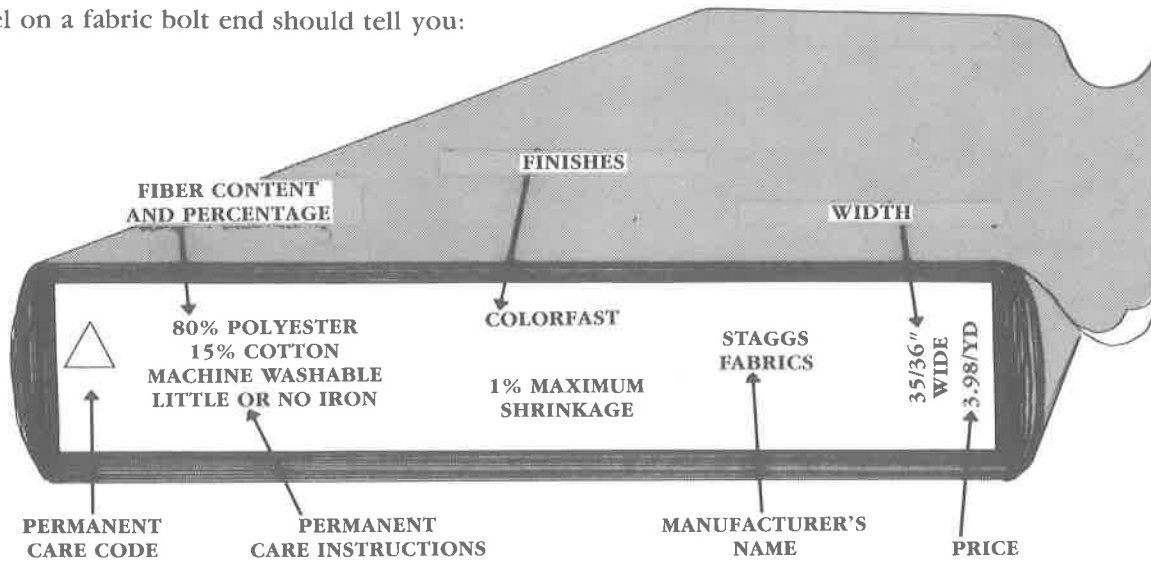 on a fabric bolt end should tell you:
FINISHES
FIBER CONTENT
AND PERCENTAGE
WIDTH
80% POLYESTER
15% COTTON
MACHINE WASHABLE
LITTLE OR NO IRON
COLORFAST
1% MAXIMUM
SHRINKAGE
STAGGS
FABRICS
35/36" WIDE
3.98/YD
PERMANENT
CARE CODE
PERMANENT
CARE INSTRUCTIONS
MANUFACTURER'S
NAME
PRICE